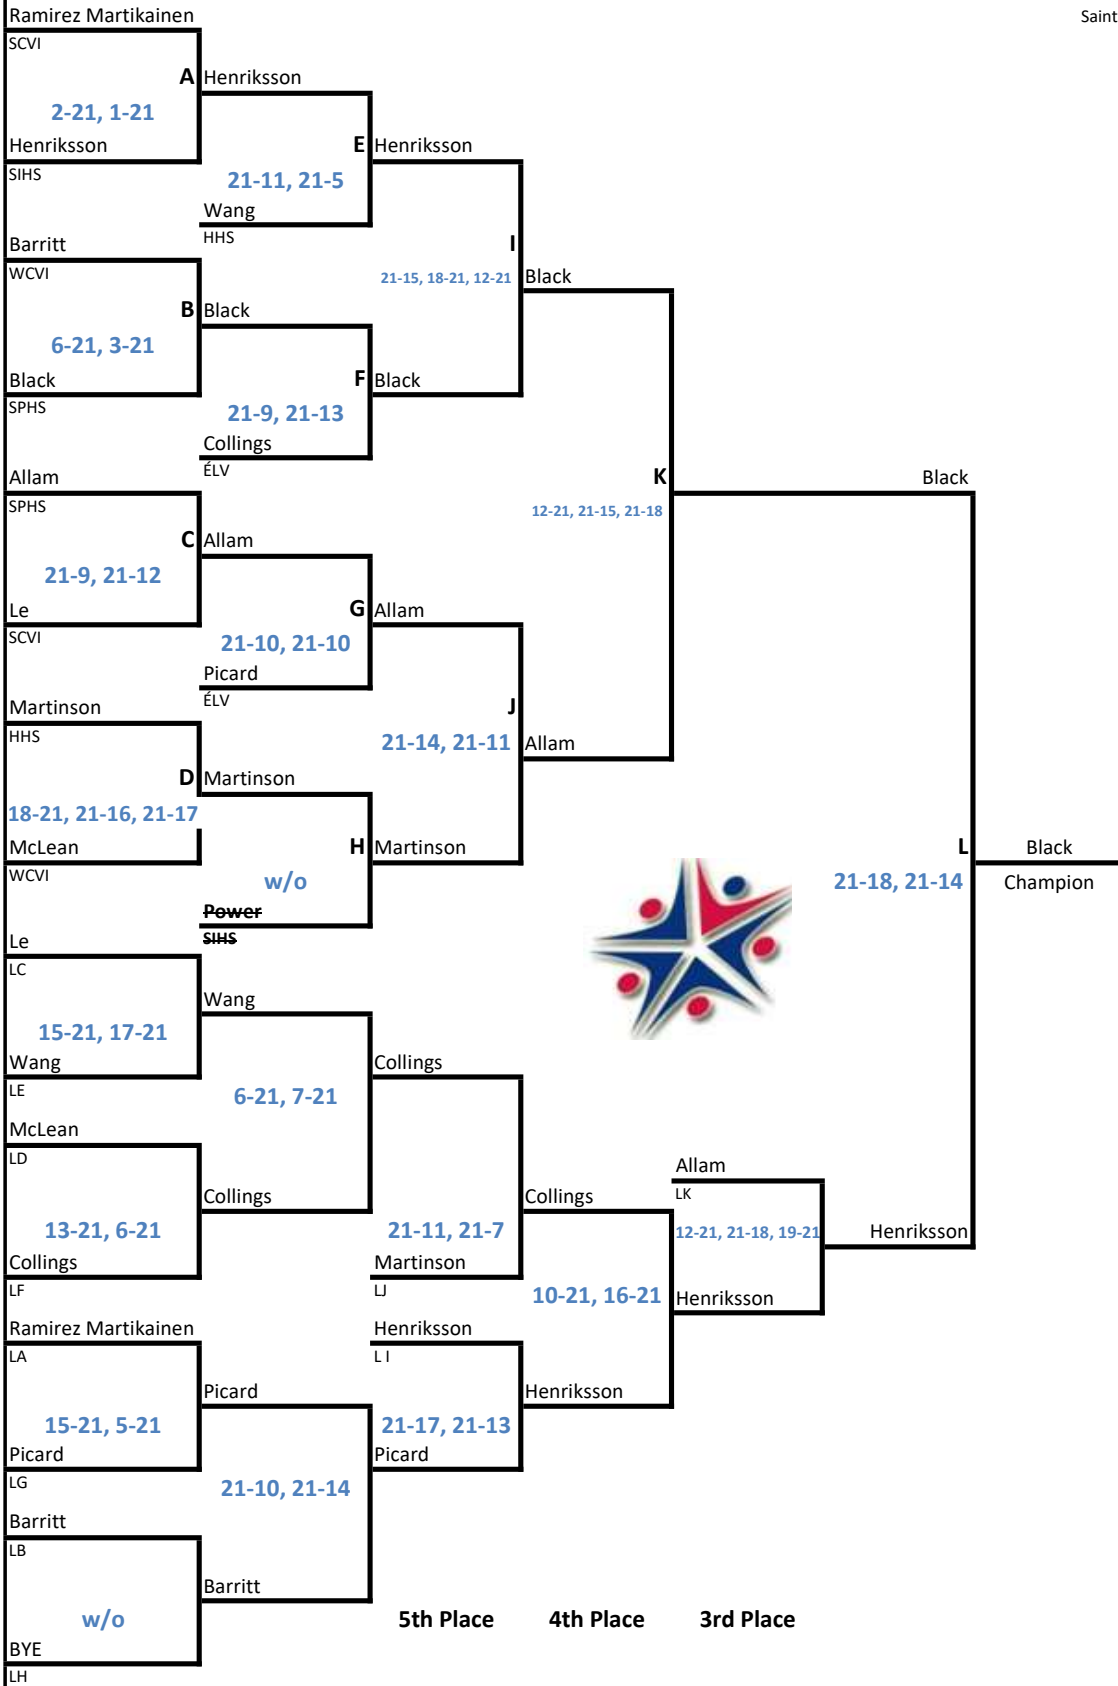 Ramirez Martikainen
Saint
SCVI
A Henriksson
2-21, 1-21
Henriksson
E Henriksson
SIHS
21-11, 21-5
Wang
HHS
Barritt
I
WCVI
21-15, 18-21, 12-21
Black
B Black
6-21, 3-21
Black
F Black
SPHS
21-9, 21-13
Collings
ÉLV
Allam
K
Black
SPHS
12-21, 21-15, 21-18
C Allam
21-9, 21-12
Le
G Allam
SCVI
21-10, 21-10
Picard
ÉLV
Martinson
J
HHS
21-14, 21-11
Allam
D Martinson
18-21, 21-16, 21-17
McLean
H Martinson
L
Black
WCVI
w/o
21-18, 21-14
Champion
Power
SIHS
Le
LC
Wang
15-21, 17-21
Wang
Collings
LE
6-21, 7-21
McLean
LD
Allam
LK
Collings
Collings
13-21, 6-21
21-11, 21-7
12-21, 21-18, 19-21
Henriksson
Collings
Martinson
LF
LJ
10-21, 16-21
Henriksson
Ramirez Martikainen
Henriksson
LA
L I
Picard
Henriksson
15-21, 5-21
21-17, 21-13
Picard
Picard
LG
21-10, 21-14
Barritt
LB
Barritt
w/o
5th Place
4th Place
3rd Place
BYE
LH